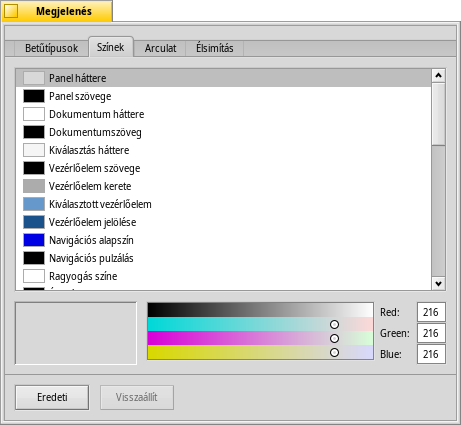 Megjelenés
Betűtípusok Színek Arculat Élsimítás
Panel háttere
Panel szövege
Dokumentum háttere
Dokumentumszöveg
Kiválasztás háttere
Vezérlőelem szövege
Vezérlőelem kerete
Kiválasztott vezérlőelem
Vezérlőelem jelölése
Navigációs alapszín
Navigációs pulzálás
Ragyogás színe
Red: 216
Green: 216
Blue: 216
Eredeti Visszaállít